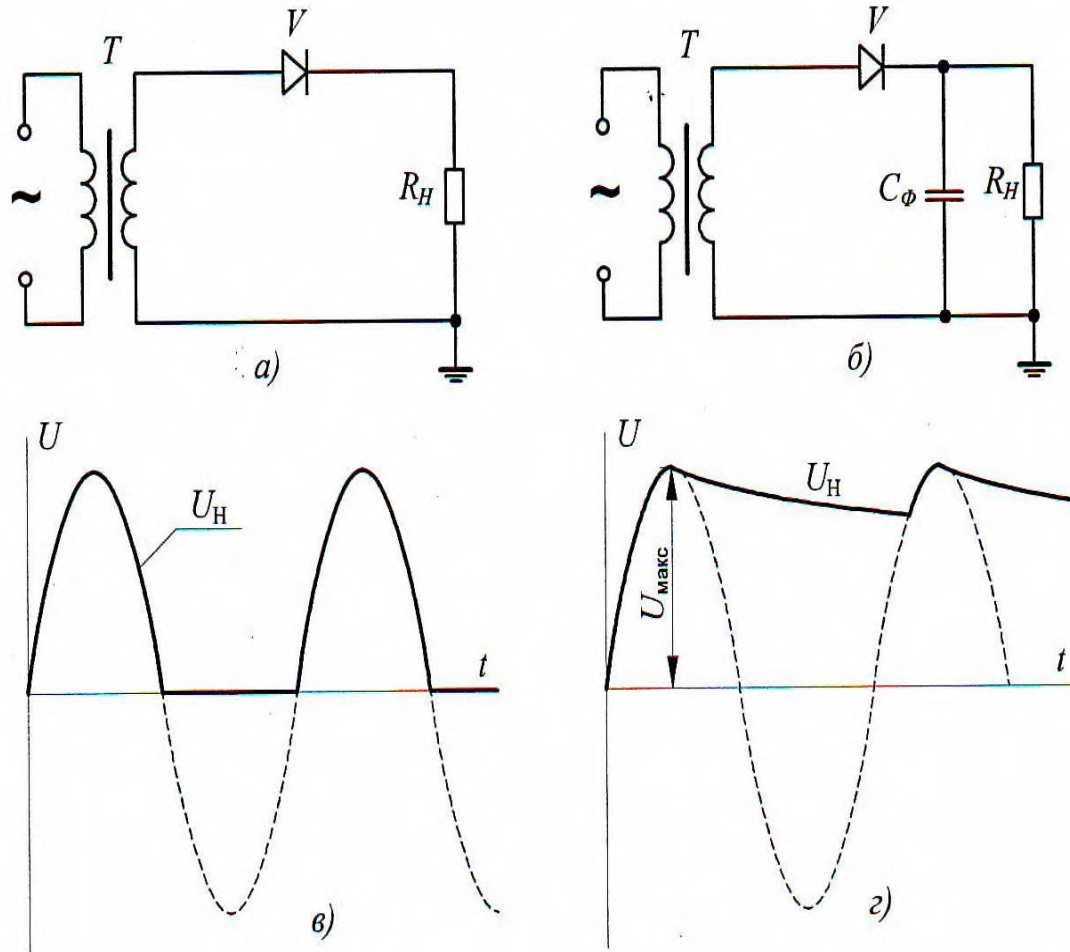 T V
~ R_Н
а)
T V
~ C_Ф R_Н
б)
U
U_Н
t
в)
U
U_Н
U_макс
t
г)